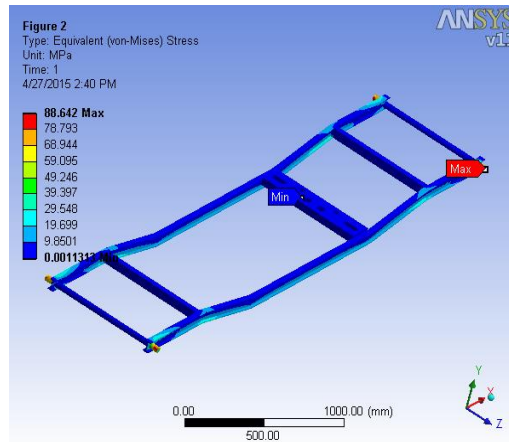 Figure 2
Type: Equivalent (von-Mises) Stress
Unit: MPa
Time: 1
4/27/2015 2:40 PM
ANSYS
88.642 Max
78.793
68.944
59.095
49.246
39.397
29.548
19.699
9.8501
0.0011313
Max
Min
0.00
1000.00 (mm)
500.00
Y
X
Z